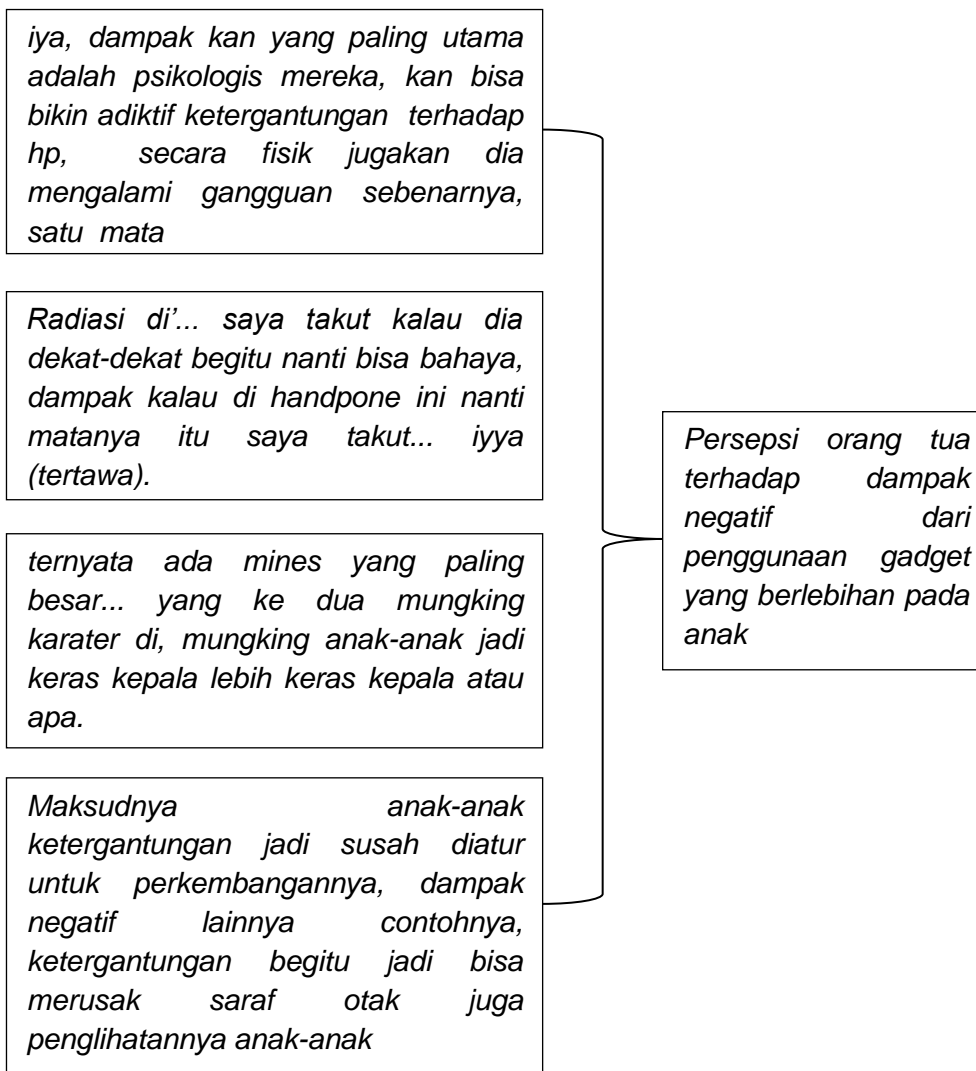 iya, dampak kan yang paling utama
adalah psikologis mereka, kan bisa
bikin adiktif ketergantungan terhadap
hp, secara fisik jugakan dia
mengalami gangguan sebenarnya,
satu mata
Radiasi di’... saya takut kalau dia
dekat-dekat begitu nanti bisa bahaya,
dampak kalau di handpone ini nanti
matanya itu saya takut... iyya
(tertawa).
ternyata ada mines yang paling
besar... yang ke dua mungking
karater di, mungking anak-anak jadi
keras kepala lebih keras kepala atau
apa.
Maksudnya anak-anak
ketergantungan jadi susah diatur
untuk perkembangannya, dampak
negatif lainnya contohnya,
ketergantungan begitu jadi bisa
merusak saraf otak juga
penglihatannya anak-anak
Persepsi orang tua
terhadap dampak
negatif dari
penggunaan gadget
yang berlebihan pada
anak